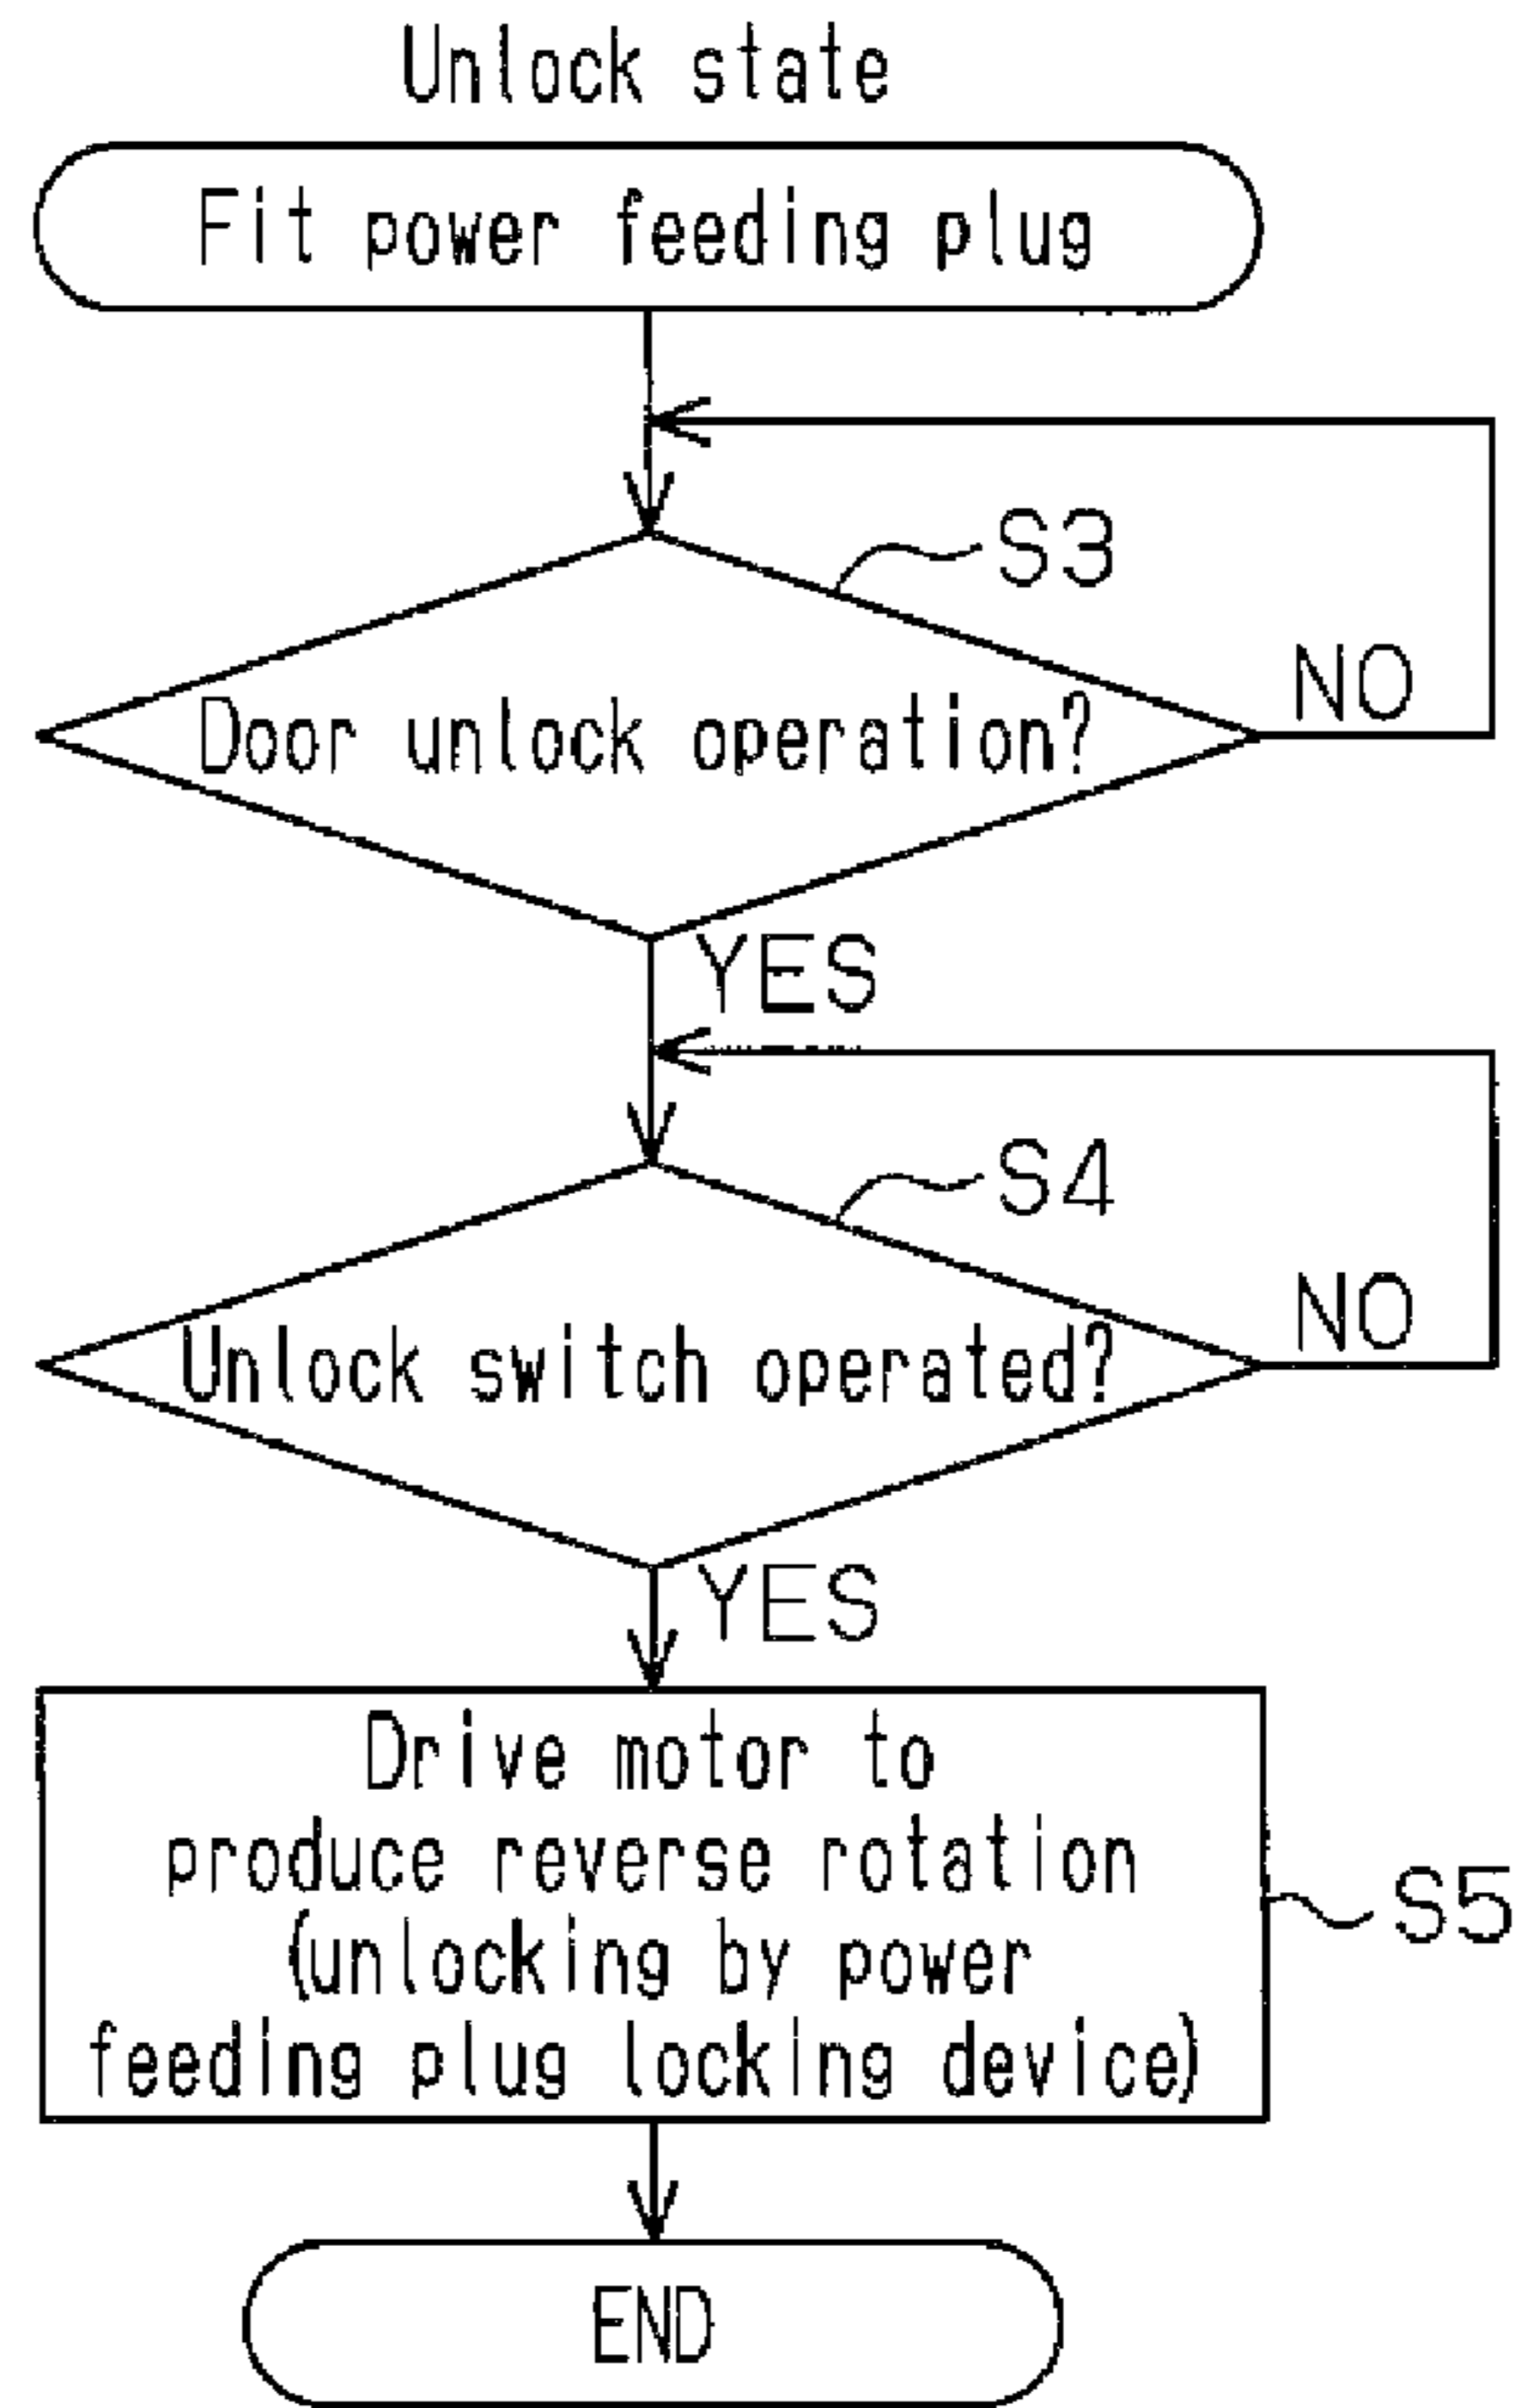 Unlock state
Fit power feeding plug
S3
Door unlock operation?
NO
YES
S4
Unlock switch operated?
NO
YES
Drive motor to
produce reverse rotation
(unlocking by power
feeding plug locking device)
S5
END